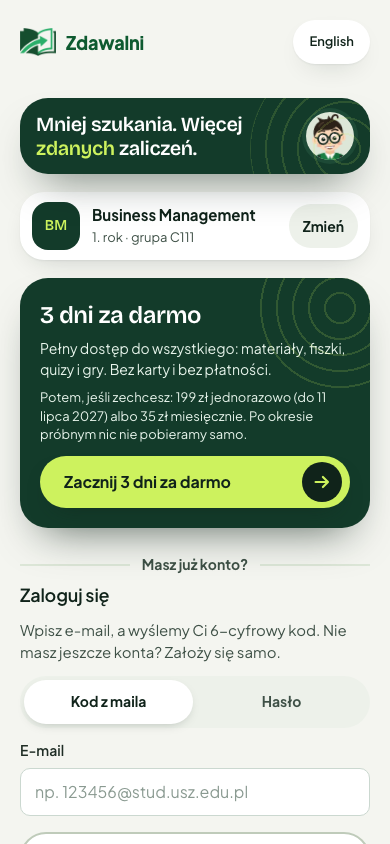 Zdawalni
English
Mniej szukania. Więcej
zdanych zaliczeń.
BM
Business Management
1. rok · grupa C111
Zmień
3 dni za darmo
Pełny dostęp do wszystkiego: materiały, fiszki,
quizy i gry. Bez karty i bez płatności.
Potem, jeśli zechcesz: 199 zł jednorazowo (do 11
lipca 2027) albo 35 zł miesięcznie. Po okresie
próbnym nic nie pobieramy samo.
Zacznij 3 dni za darmo
Masz już konto?
Zaloguj się
Wpisz e-mail, a wyślemy Ci 6–cyfrowy kod. Nie
masz jeszcze konta? Założy się samo.
Kod z maila
Hasło
E-mail
np. 123456@stud.usz.edu.pl